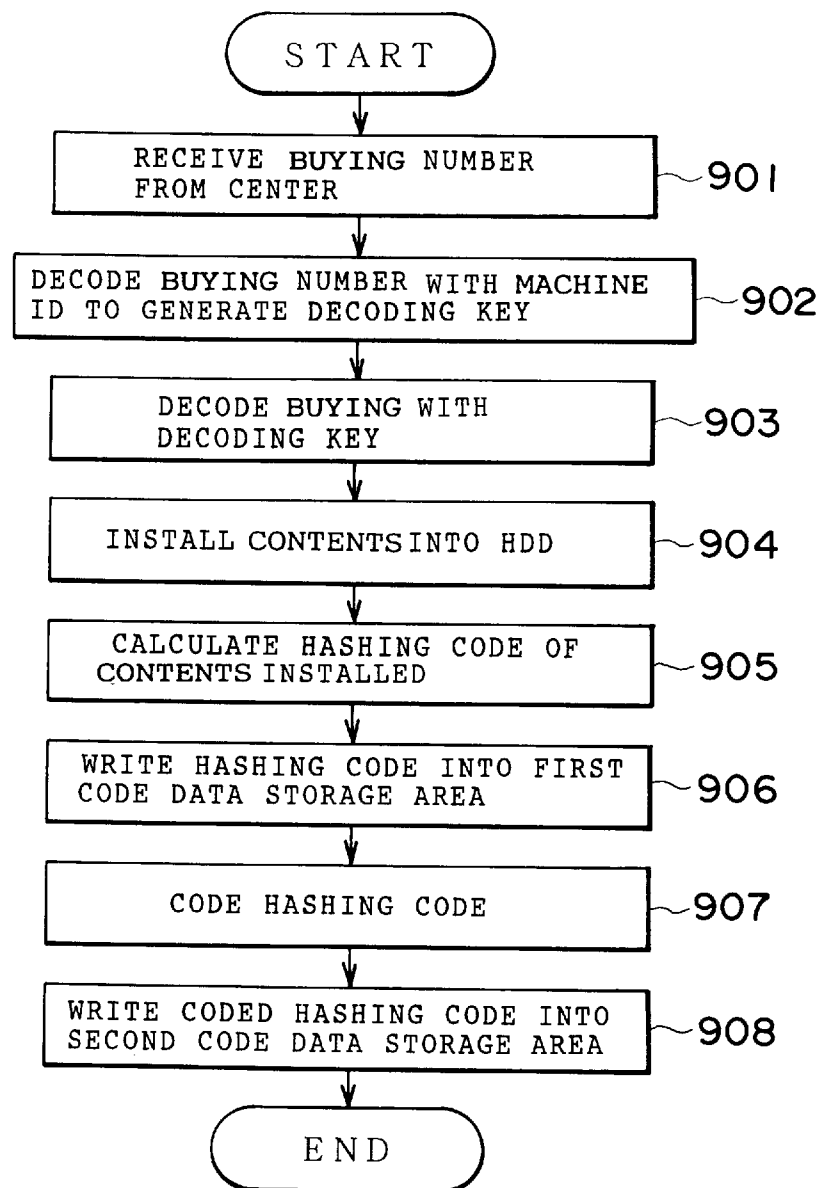 START
RECEIVE BUYING NUMBER
FROM CENTER
901
DECODE BUYING NUMBER WITH MACHINE
ID TO GENERATE DECODING KEY
902
DECODE BUYING WITH
DECODING KEY
903
INSTALL CONTENTS INTO HDD
904
CALCULATE HASHING CODE OF
CONTENTS INSTALLED
905
WRITE HASHING CODE INTO FIRST
CODE DATA STORAGE AREA
906
CODE HASHING CODE
907
WRITE CODED HASHING CODE INTO
SECOND CODE DATA STORAGE AREA
908
END